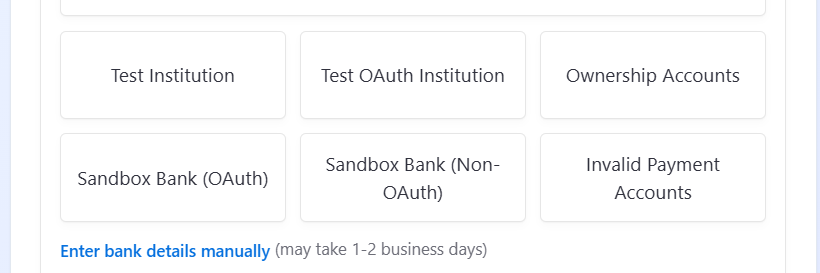 Test Institution
Test OAuth Institution
Ownership Accounts
Sandbox Bank (OAuth)
Sandbox Bank (Non-
OAuth)
Invalid Payment
Accounts
Enter bank details manually (may take 1-2 business days)